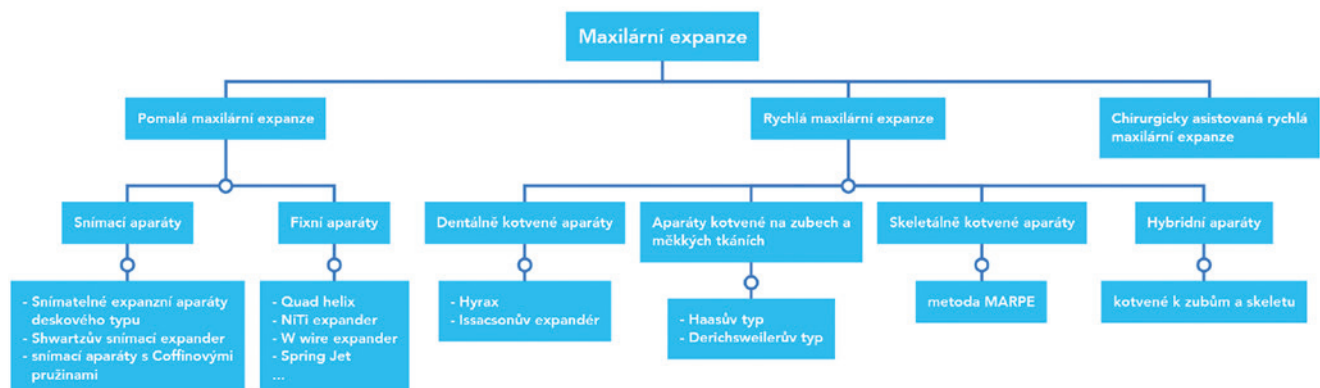 Maxilární expanze
Pomalá maxilární expanze
Rychlá maxilární expanze
Chirurgicky asistovaná rychlá
maxilární expanze
Snímací aparáty
Fixní aparáty
Dentálně kotvené aparáty
Aparáty kotvené na zubech a
měkkých tkáních
Skeletálně kotvené aparáty
Hybridní aparáty
- Snímatelné expanzní aparáty
deskového typu
- Shwartzův snímací expander
- snímací aparáty s Coffinovými
pružinami
- Quad helix
- NiTi expander
- W wire expander
- Spring Jet
...
- Hyrax
- Issacsonův expandér
- Haasův typ
- Derichsweilerův typ
metoda MARPE
kotvené k zubům a skeletu